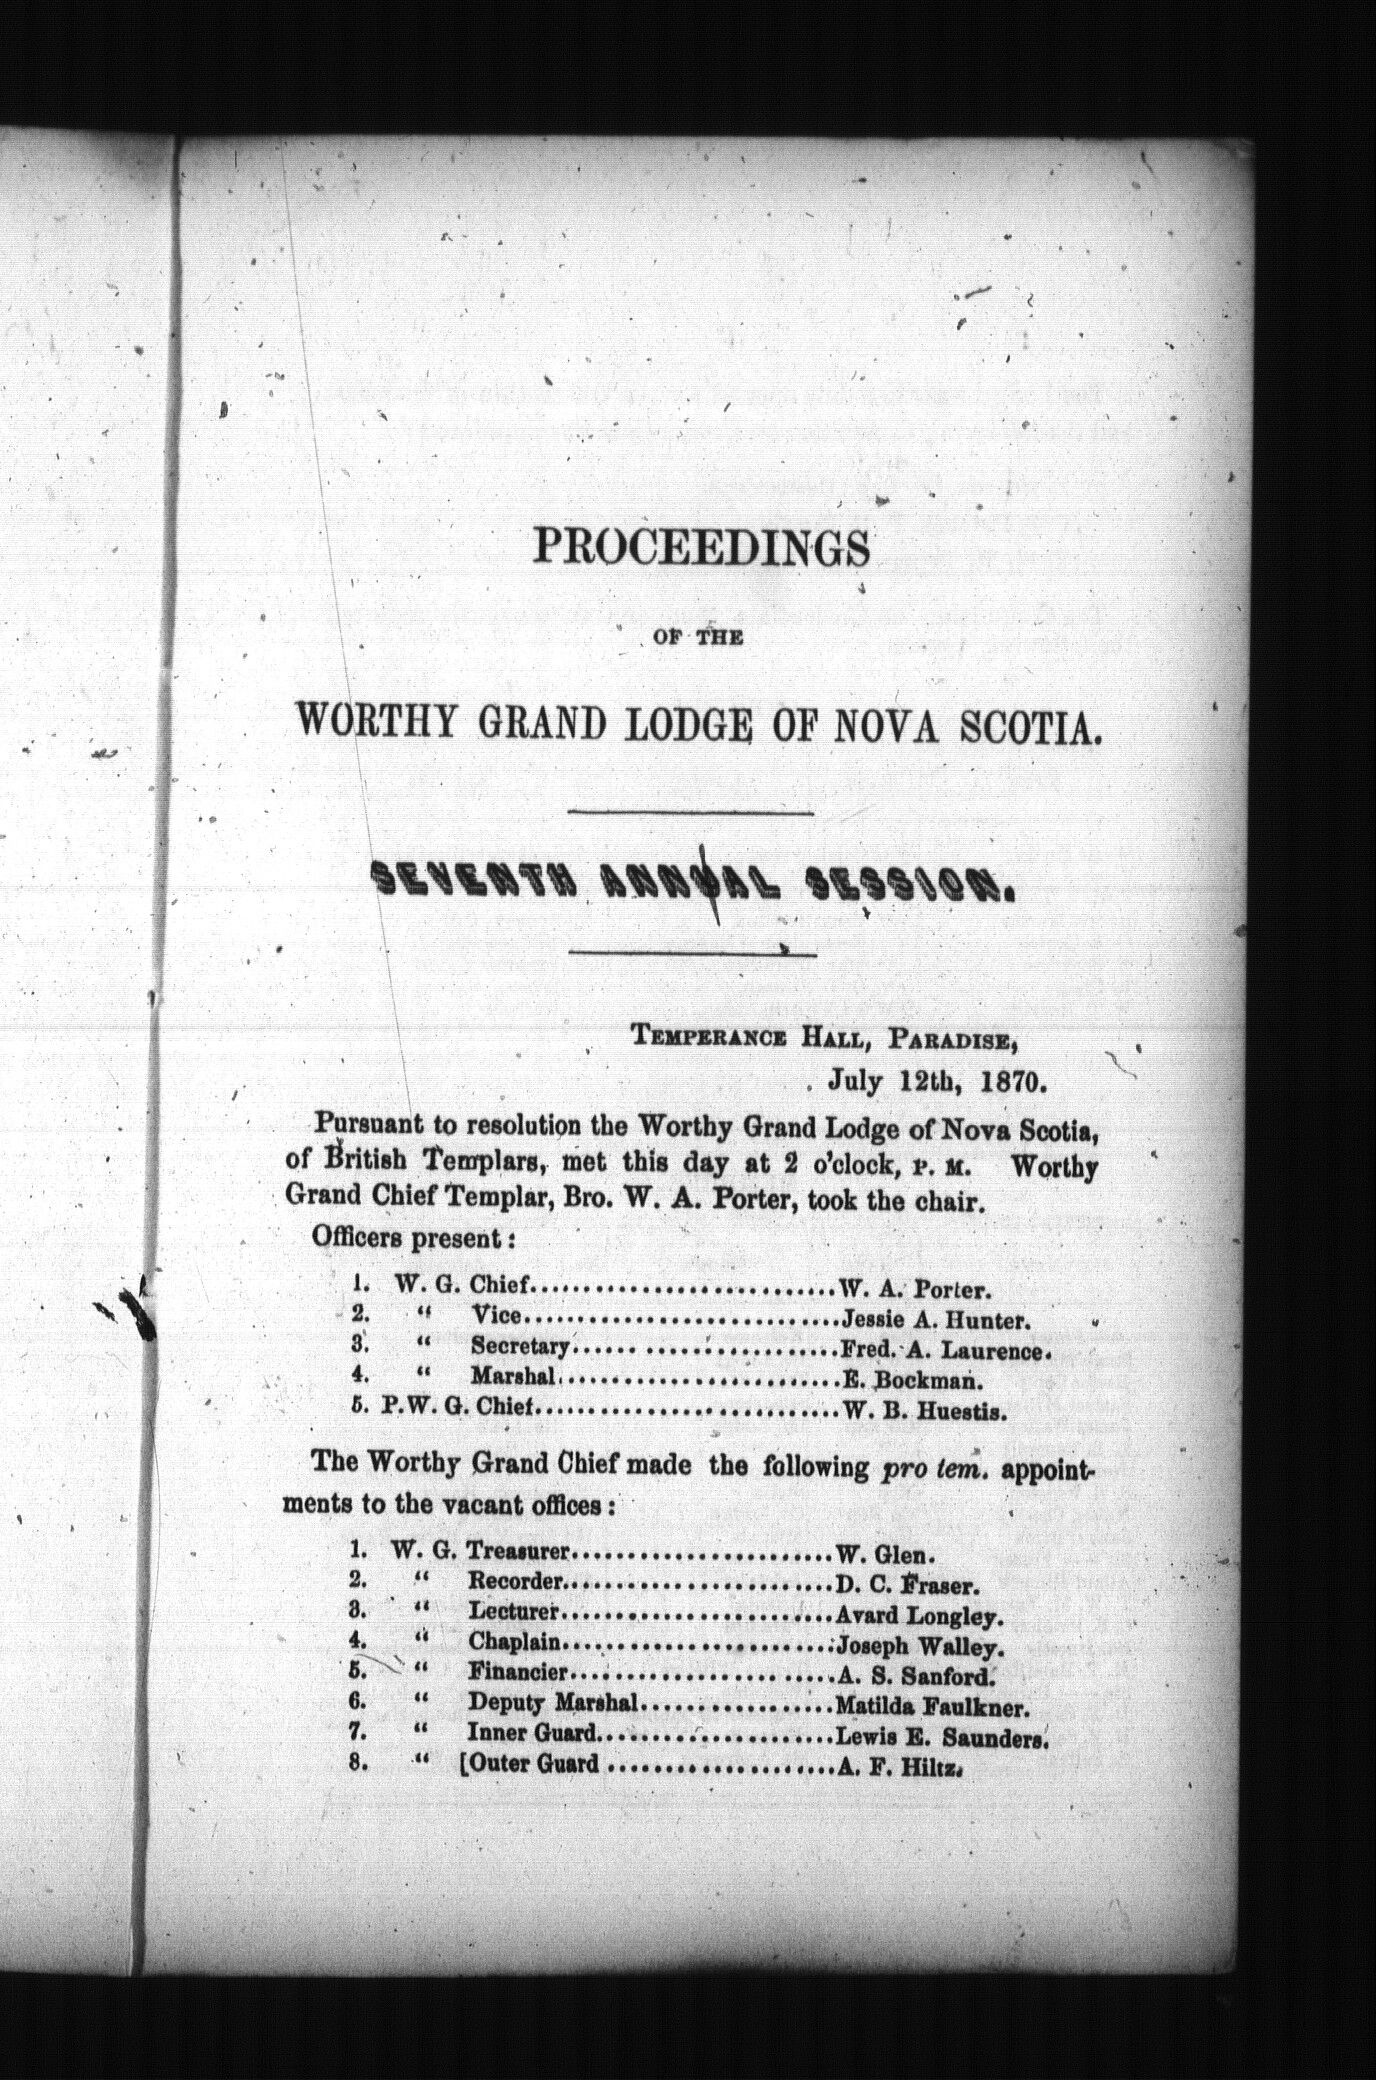 PROCEEDINGS
OF THE
WORTHY GRAND LODGE OF NOVA SCOTIA.
SEVENTH ANNUAL SESSION.
TEMPERANCE HALL, PARADISE,
July 12th, 1870.
Pursuant to resolution the Worthy Grand Lodge of Nova Scotia,
of British Templars, met this day at 2 o'clock, P. M. Worthy
Grand Chief Templar, Bro. W. A. Porter, took the chair.
Officers present:
1. W. G. Chief..........................W. A. Porter.
2. " Vice...........................Jessie A. Hunter.
3. " Secretary.......................Fred. A. Laurence.
4. " Marshal.........................E. Bockman.
5. P. W. G. Chief..........................W. B. Huestis.
The Worthy Grand Chief made the following pro tem. appoint-
ments to the vacant offices:
1. W. G. Treasurer.......................W. Glen.
2. " Recorder........................D. C. Fraser.
3. " Lecturer........................Avard Longley.
4. " Chaplain........................Joseph Walley.
5. " Financier.......................A. S. Sanford.
6. " Deputy Marshal.................Matilda Faulkner.
7. " Inner Guard.....................Lewis E. Saunders.
8. " [Outer Guard ....................A. F. Hiltz.